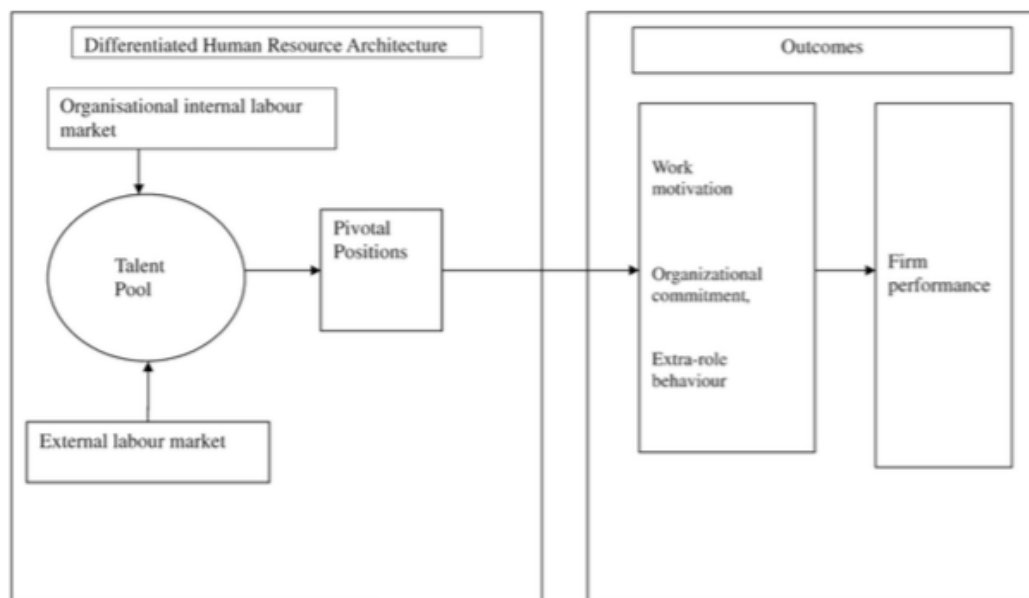 Differentiated Human Resource Architecture
Organisational internal labour
market
Talent
Pool
Pivotal
Positions
External labour market
Outcomes
Work
motivation
Organizational
commitment,
Extra-role
behaviour
Firm
performance